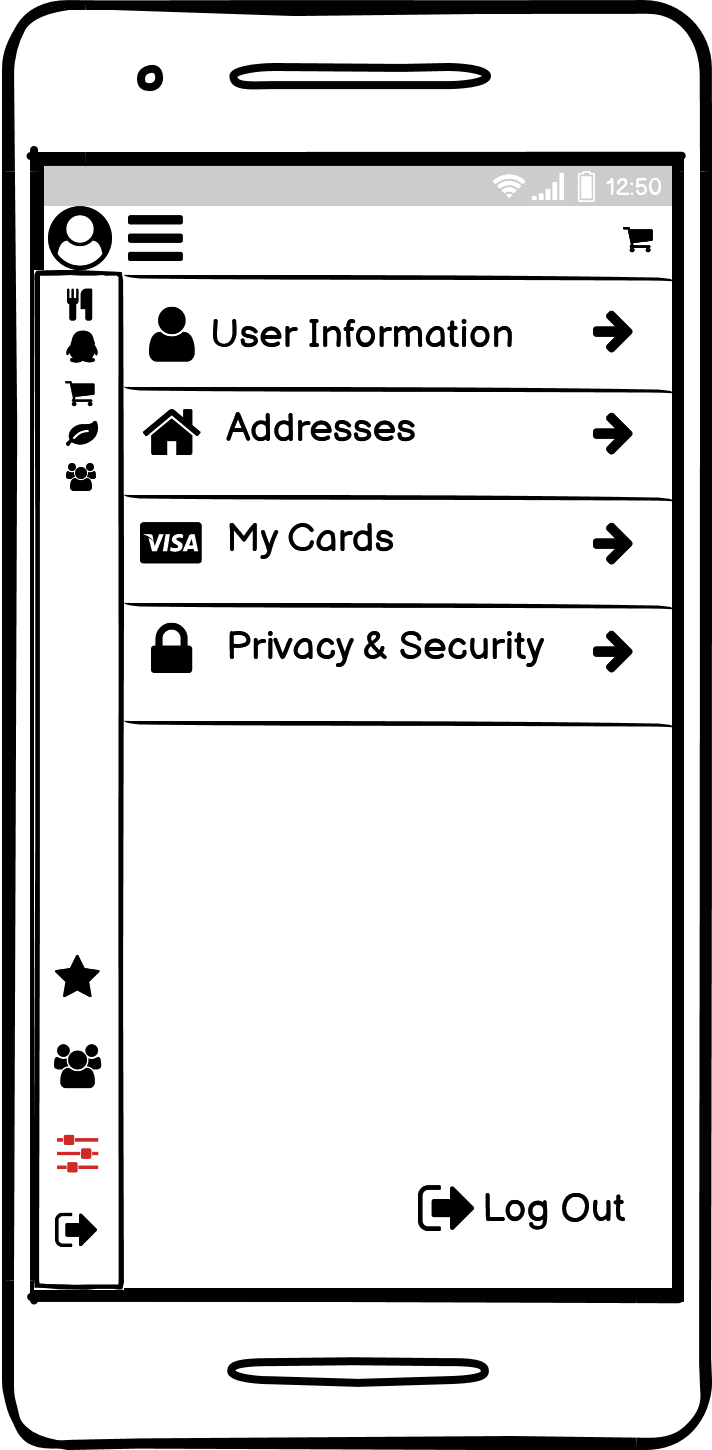 12:50
User Information
Addresses
VISA
My Cards
Privacy & Security
Log Out